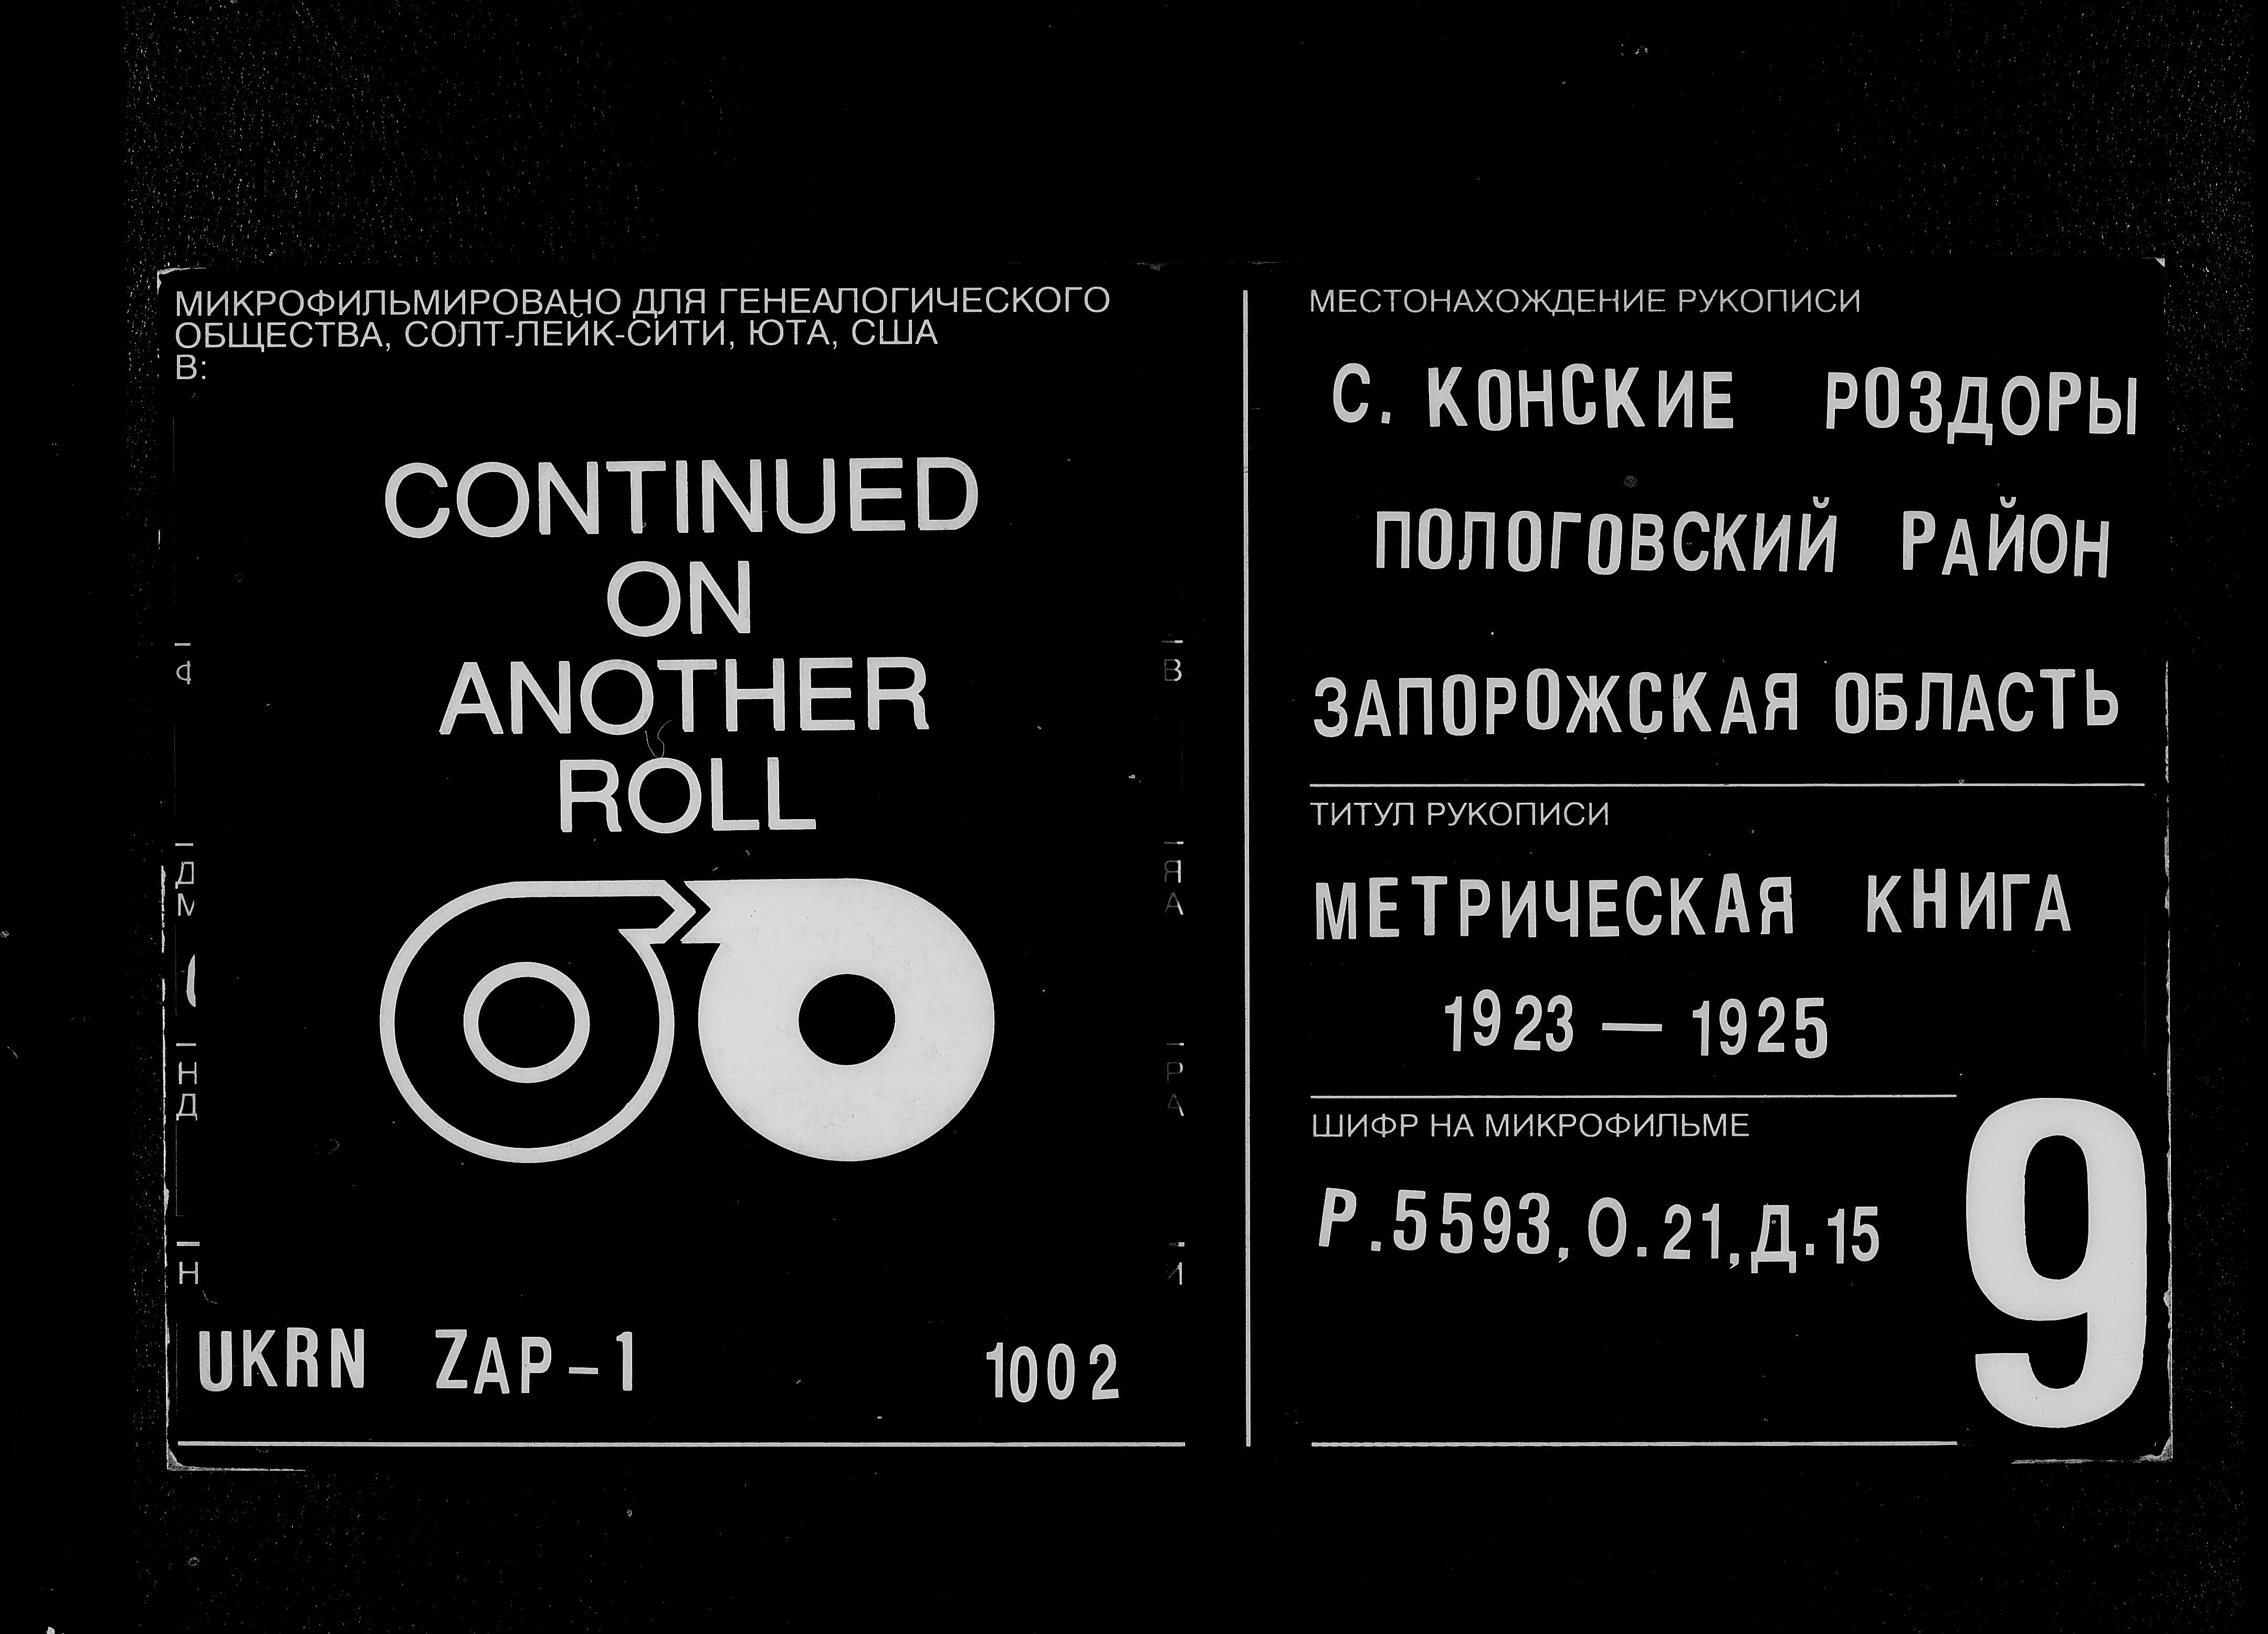 МИКРОФИЛЬМИРОВАНО ДЛЯ ГЕНЕАЛОГИЧЕСКОГО
ОБЩЕСТВА, СОЛТ-ЛЕЙК-СИТИ, ЮТА, США
В:
CONTINUED
ON
ANOTHER
ROLL
UKRN ZAP-1 1002
МЕСТОНАХОЖДЕНИЕ РУКОПИСИ
С. КОНСКИЕ РОЗДОРЫ
ПОЛОГОВСКИЙ РАЙОН
ЗАПОРОЖСКАЯ ОБЛАСТЬ
ТИТУЛ РУКОПИСИ
МЕТРИЧЕСКАЯ КНИГА
1923 — 1925
ШИФР НА МИКРОФИЛЬМЕ
Р.5593, О.21, Д.15
9